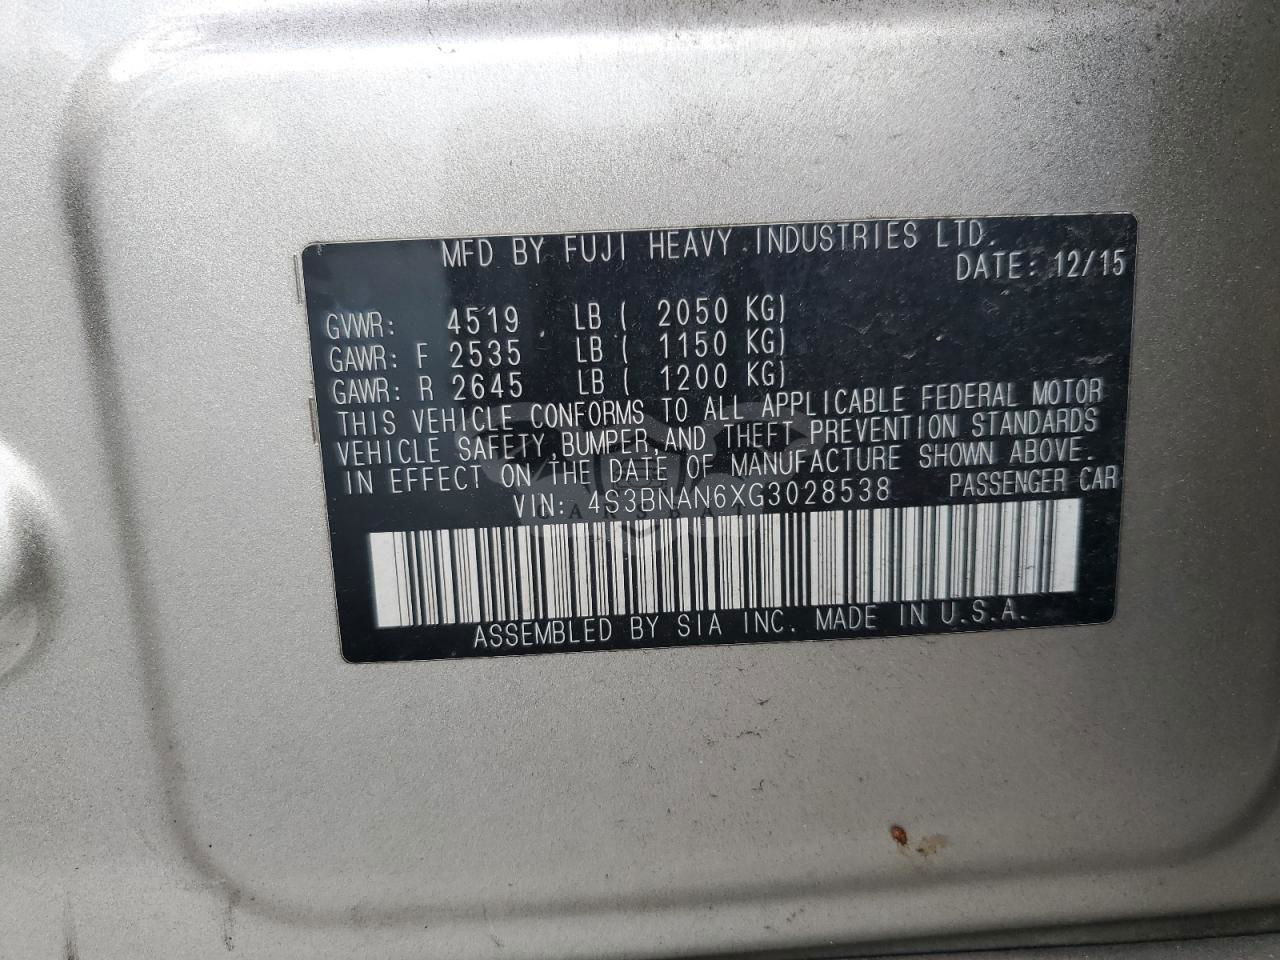 MFD BY FUJI HEAVY INDUSTRIES LTD.
DATE: 12/15
GVWR: 4519 LB ( 2050 KG)
GAWR: F 2535 LB ( 1150 KG)
GAWR: R 2645 LB ( 1200 KG)
THIS VEHICLE CONFORMS TO ALL APPLICABLE FEDERAL MOTOR
VEHICLE SAFETY, BUMPER, AND THEFT PREVENTION STANDARDS
IN EFFECT ON THE DATE OF MANUFACTURE SHOWN ABOVE.
VIN: 4S3BNAN6XG3028538 PASSENGER CAR
ASSEMBLED BY SIA INC. MADE IN U.S.A.